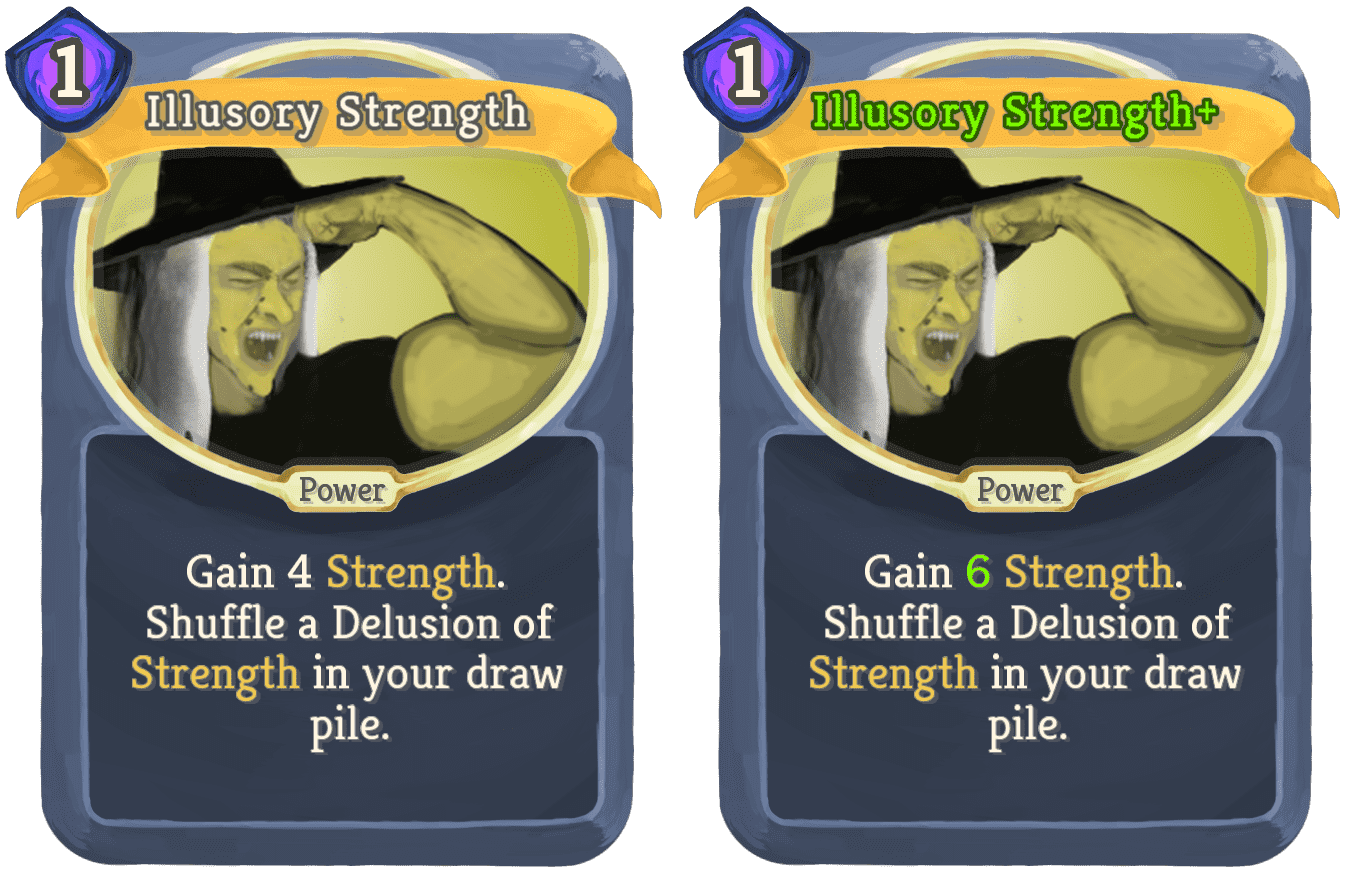 1
Illusory Strength
Power
Gain 4 Strength.
Shuffle a Delusion of
Strength in your draw
pile.
1
Illusory Strength+
Power
Gain 6 Strength.
Shuffle a Delusion of
Strength in your draw
pile.